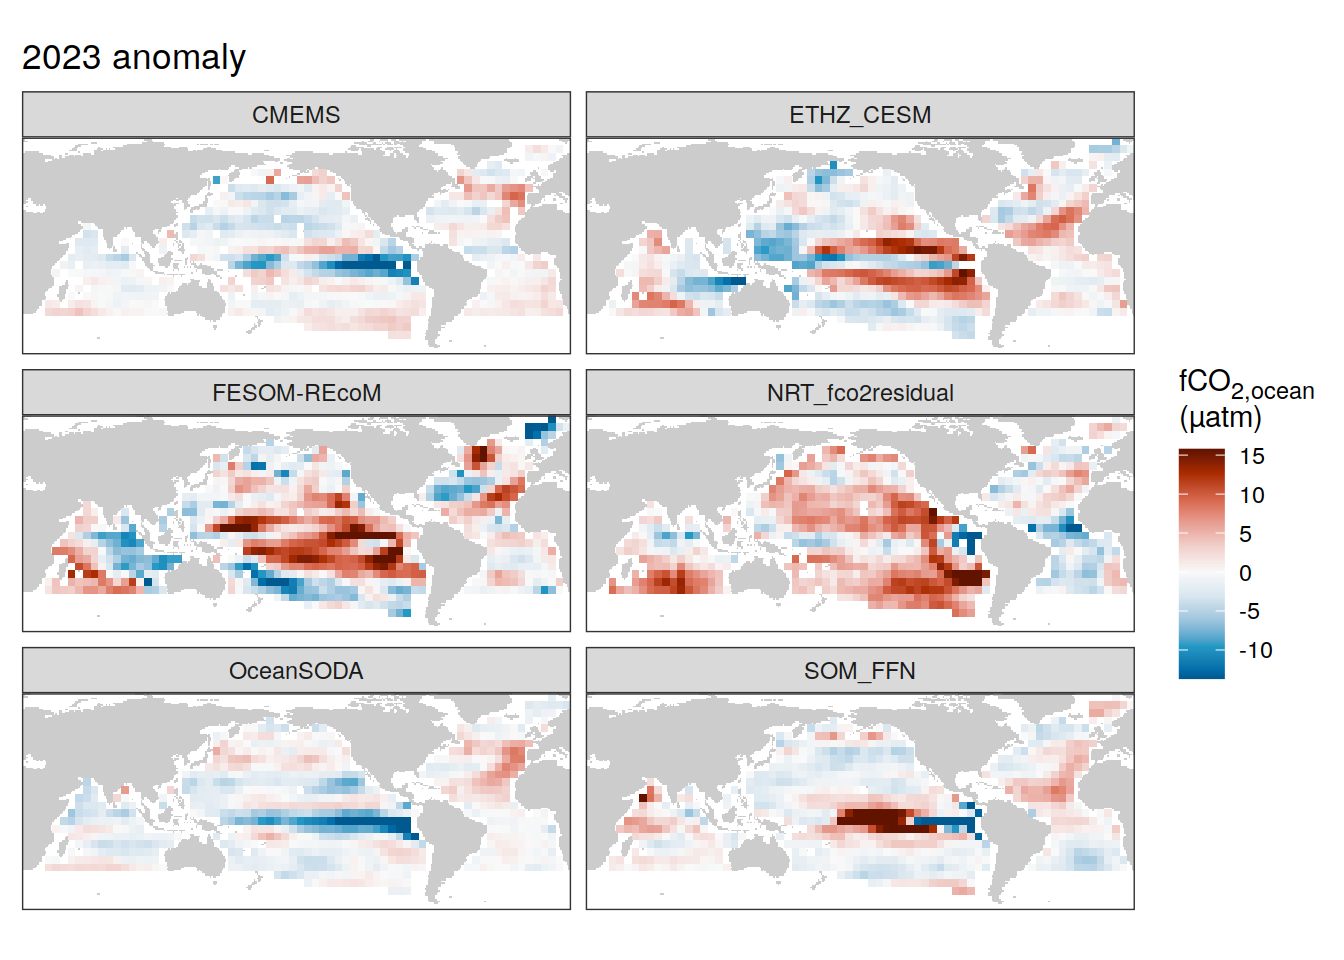 2023 anomaly
CMEMS
ETHZ_CESM
FESOM-REcoM
NRT_fco2residual
OceanSODA
SOM_FFN
fCO2,ocean
(µatm)
15
10
5
0
-5
-10